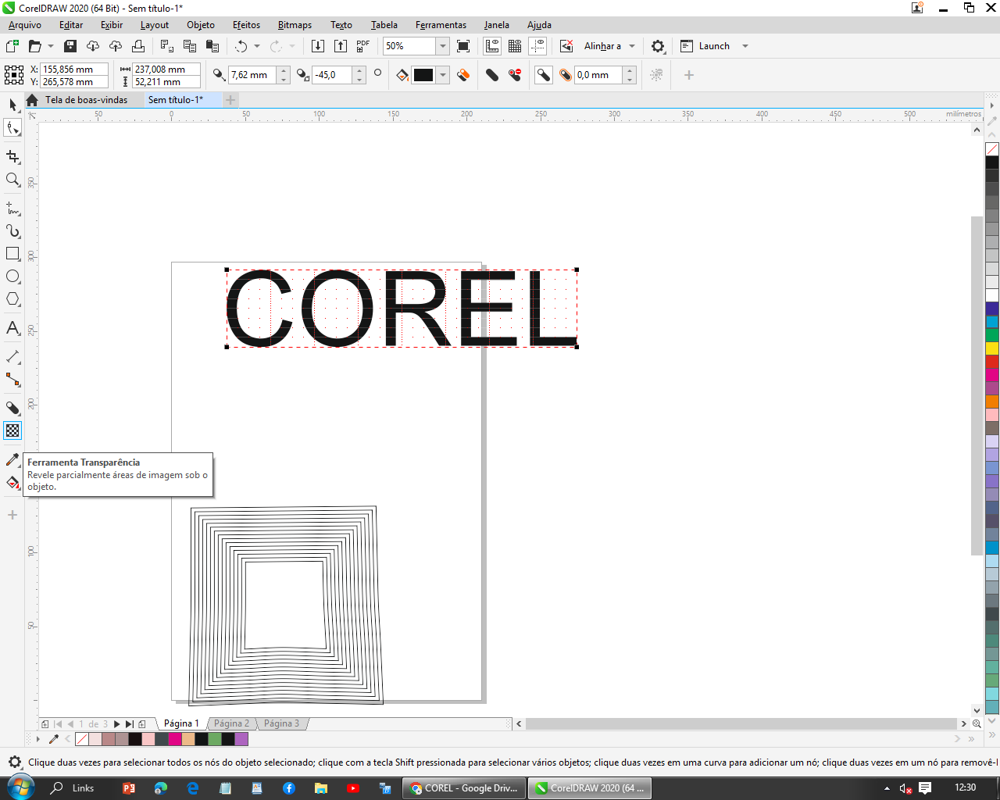 CorelDRAW 2020 (64 Bit) - Sem título-1*
Arquivo Editar Exibir Layout Objeto Efeitos Bitmaps Texto Tabela Ferramentas Janela Ajuda
PDF 50% Alinhar a Launch
X: 155,856 mm 237,008 mm 7,62 mm -45,0 0,0 mm
Y: 265,578 mm 52,211 mm
Tela de boas-vindas Sem título-1*
50 0 50 100 150 200 250 300 350 400 450 500 milímetros
350
300
COREL
250
200
Ferramenta Transparência
Revele parcialmente áreas de imagem sob o
objeto.
100
50
1 de 3 Página 1 Página 2 Página 3
Clique duas vezes para selecionar todos os nós do objeto selecionado; clique com a tecla Shift pressionada para selecionar vários objetos; clique duas vezes em uma curva para adicionar um nó; clique duas vezes em um nó para removê-l
Links COREL - Google Driv... CorelDRAW 2020 (64 ... 12:30